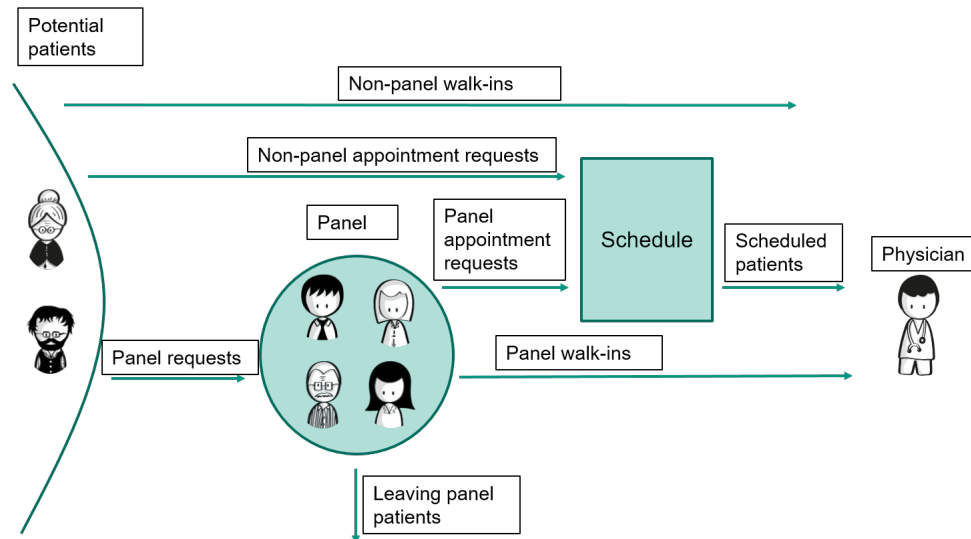 Potential
patients
Non-panel walk-ins
Non-panel appointment requests
Panel
Panel
appointment
requests
Schedule
Scheduled
patients
Physician
Panel requests
Panel walk-ins
Leaving panel
patients